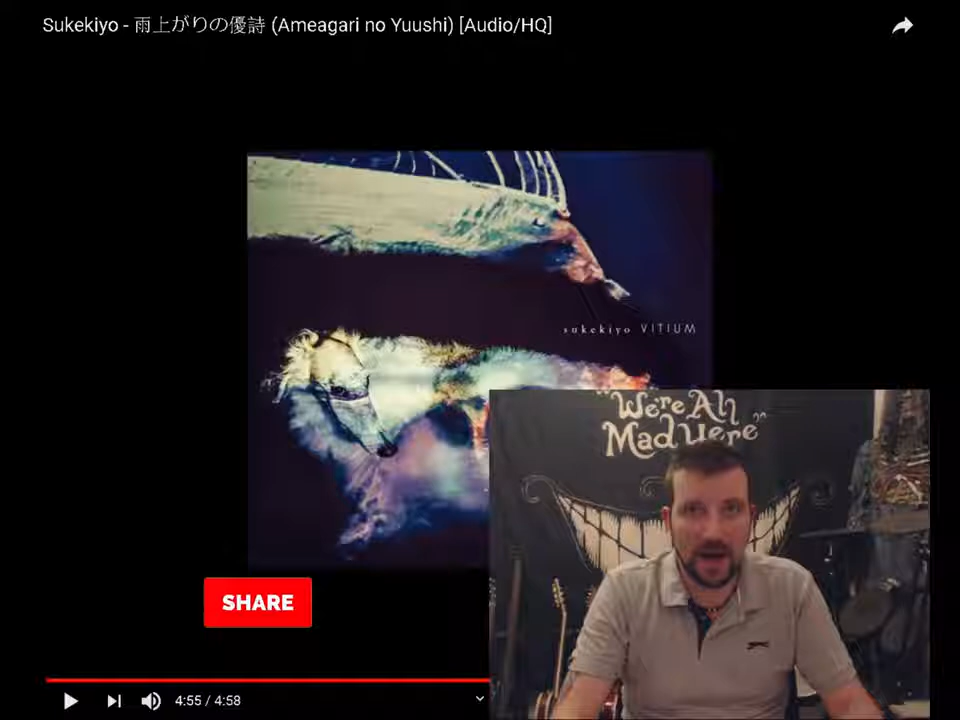 Sukekiyo - 雨上がりの優詩 (Ameagari no Yuushi) [Audio/HQ]
sukekiyo VITIUM
"We're All
Mad Here"
SHARE
4:55 / 4:58